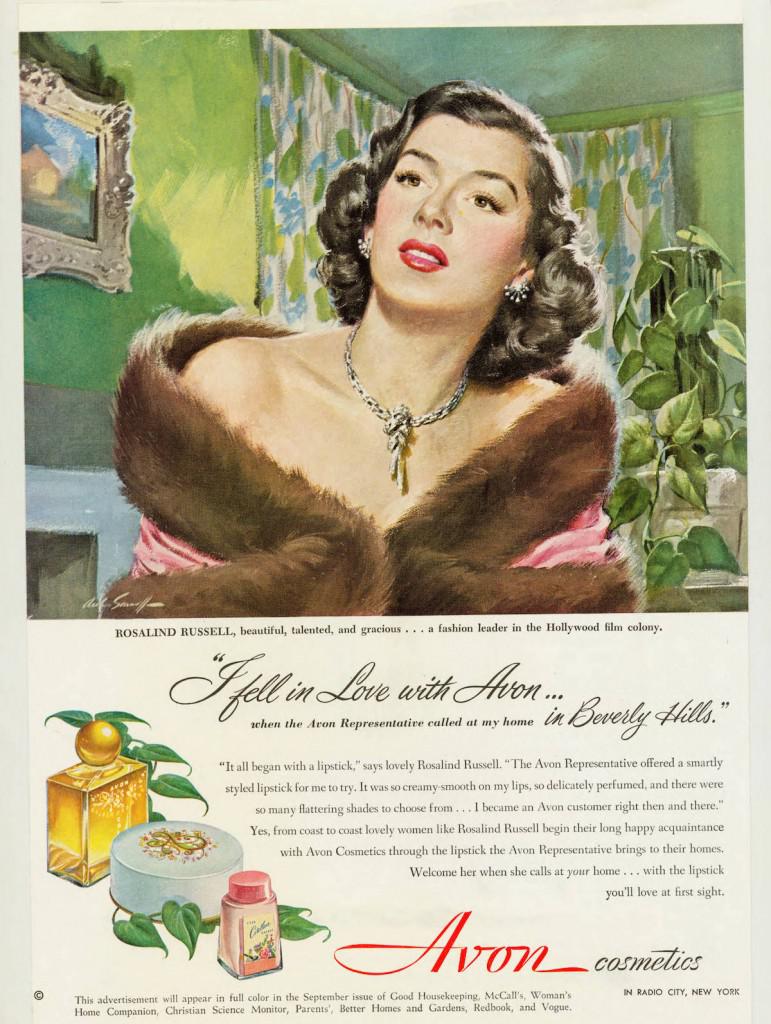 ROSALIND RUSSELL, beautiful, talented, and gracious . . . a fashion leader in the Hollywood film colony.
"I fell in Love with Avon...
when the Avon Representative called at my home in Beverly Hills."
"It all began with a lipstick," says lovely Rosalind Russell. "The Avon Representative offered a smartly
styled lipstick for me to try. It was so creamy-smooth on my lips, so delicately perfumed, and there were
so many flattering shades to choose from . . . I became an Avon customer right then and there."
Yes, from coast to coast lovely women like Rosalind Russell begin their long happy acquaintance
with Avon Cosmetics through the lipstick the Avon Representative brings to their homes.
Welcome her when she calls at your home . . . with the lipstick
you'll love at first sight.
AVON
Avon cosmetics
IN RADIO CITY, NEW YORK
©
This advertisement will appear in full color in the September issue of Good Housekeeping, McCall's, Woman's
Home Companion, Christian Science Monitor, Parents', Better Homes and Gardens, Redbook, and Vogue.